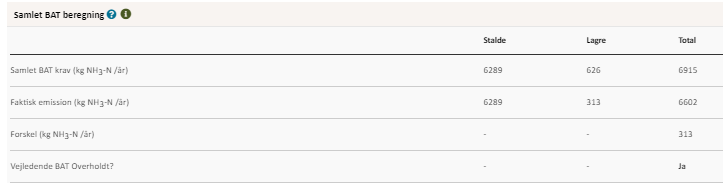 Samlet BAT beregning ? i
Stalde Lagre Total
Samlet BAT krav (kg NH3-N /år) 6289 626 6915
Faktisk emission (kg NH3-N /år) 6289 313 6602
Forskel (kg NH3-N /år) - - 313
Vejledende BAT Overholdt? - - Ja